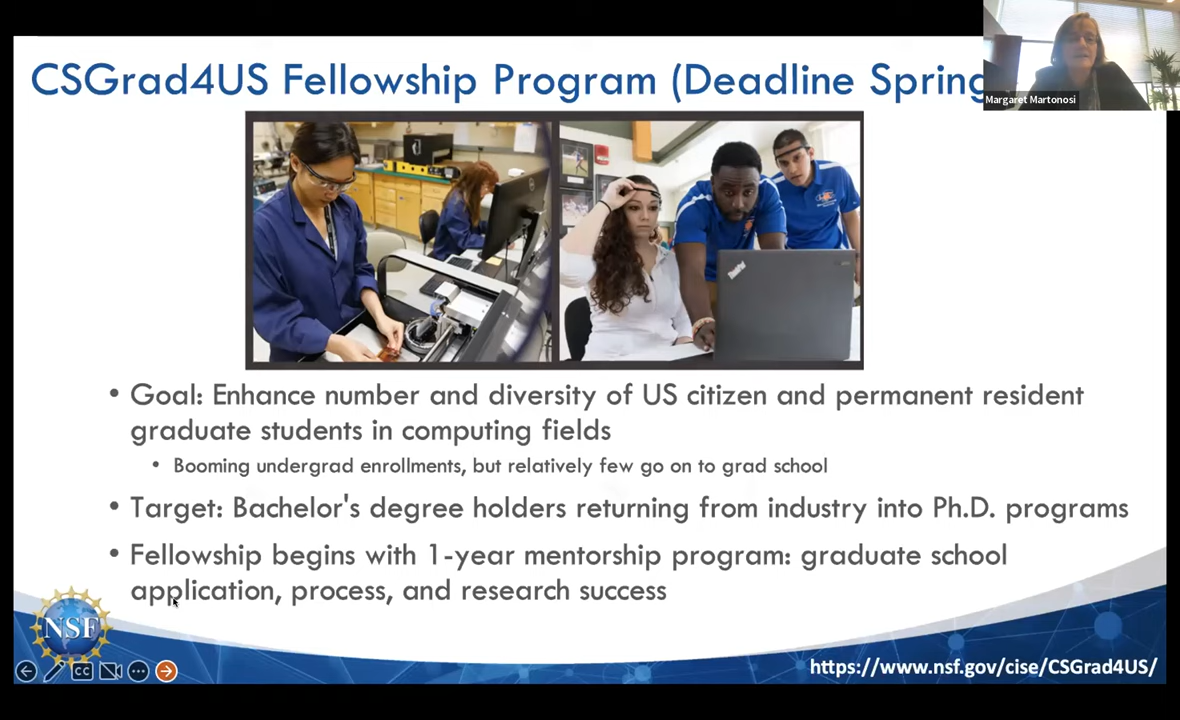 CSGrad4US Fellowship Program (Deadline Spring
Margaret Martonosi
ThinkPad
• Goal: Enhance number and diversity of US citizen and permanent resident
graduate students in computing fields
• Booming undergrad enrollments, but relatively few go on to grad school
• Target: Bachelor's degree holders returning from industry into Ph.D. programs
• Fellowship begins with 1-year mentorship program: graduate school
application, process, and research success
NSF
CC
https://www.nsf.gov/cise/CSGrad4US/